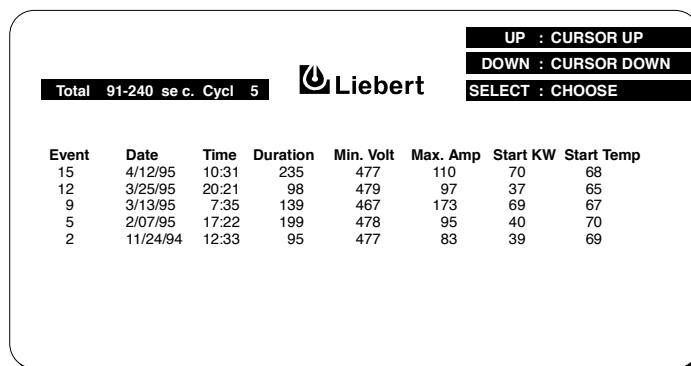 UP : CURSOR UP
DOWN : CURSOR DOWN
Total 91-240 se c. Cycl 5
Liebert
SELECT : CHOOSE
Event Date Time Duration Min. Volt Max. Amp Start KW Start Temp
15 4/12/95 10:31 235 477 110 70 68
12 3/25/95 20:21 98 479 97 37 65
9 3/13/95 7:35 139 467 173 69 67
5 2/07/95 17:22 199 478 95 40 70
2 11/24/94 12:33 95 477 83 39 69